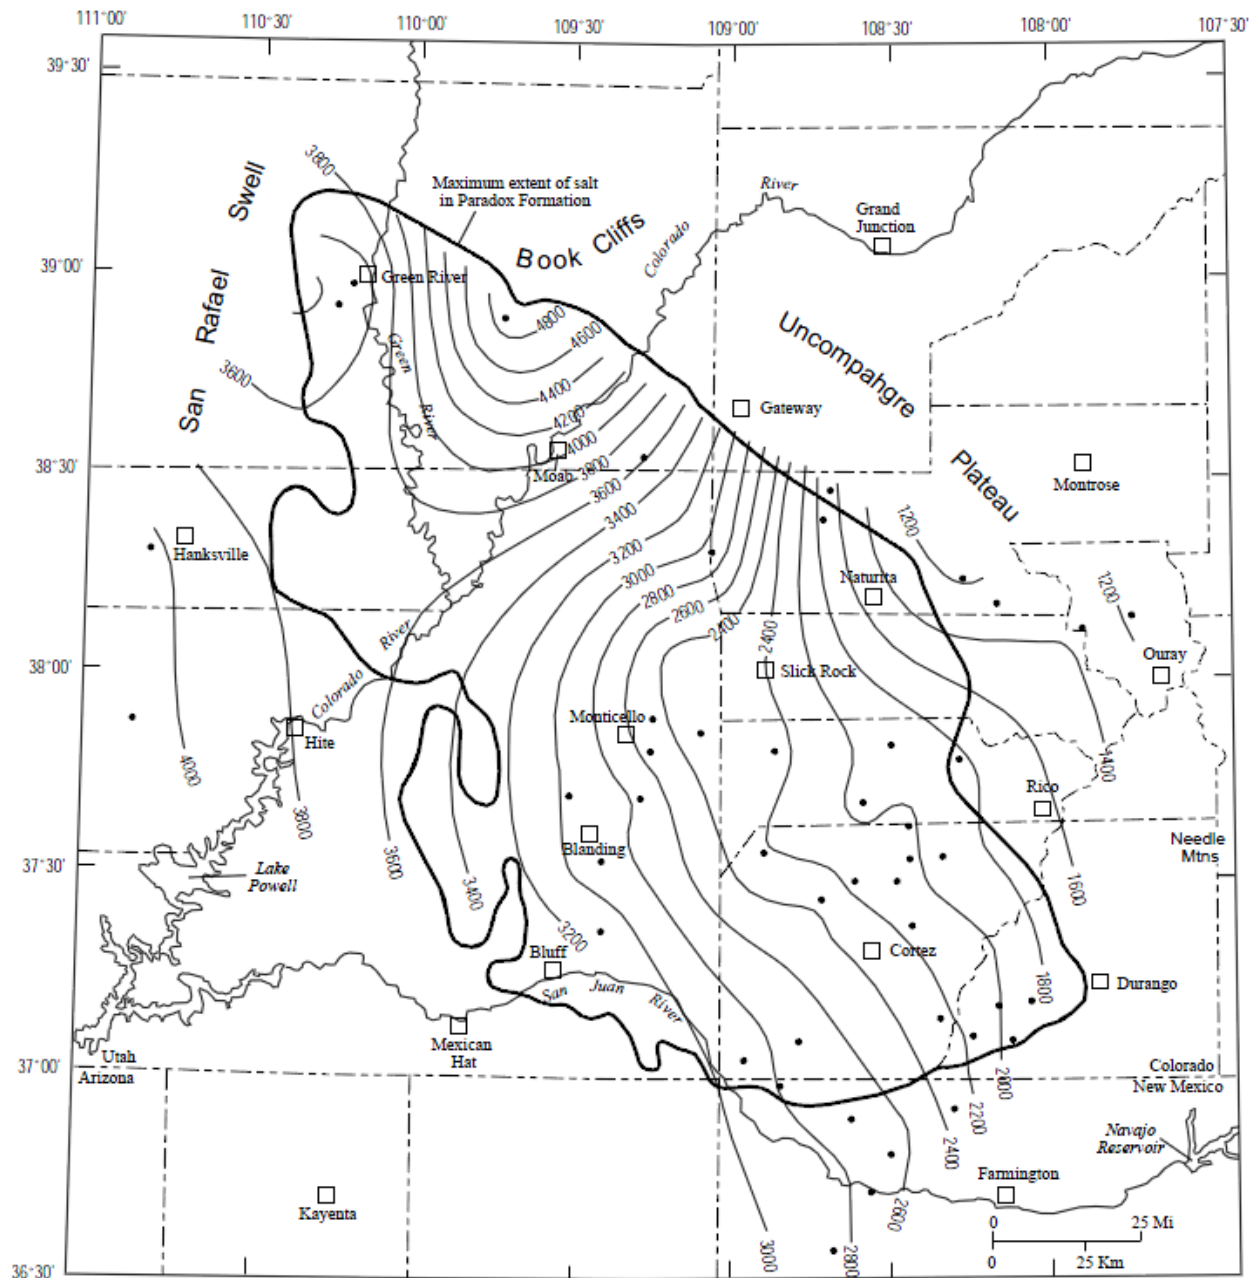 111°00'
110°30'
110°00'
109°30'
109°00'
108°30'
108°00'
107°30'
39°30'
3800
Swell
Maximum extent of salt
in Paradox Formation
River
Grand
Junction
Book Cliffs
Colorado
39°00'
Green River
Rafael
4800
4600
Uncompahgre
Green
3600
San
4400
River
4200
Gateway
4000
Moab
3800
38°30'
3600
Plateau
Montrose
3400
1200
Hanksville
3200
3000
Naturita
2800
2600
1200
2400
2400
River
38°00'
Slick Rock
Ouray
Colorado
Monticello
Hite
4000
1400
3800
Rico
Blanding
Needle
Mtns
37°30'
3600
Lake
Powell
3400
1600
3200
Bluff
Cortez
1800
Durango
San Juan River
Mexican
Hat
Utah
Arizona
37°00'
Colorado
New Mexico
2000
2200
2400
Navajo
Reservoir
Farmington
Kayenta
2600
3000
2800
0 25 Mi
0 25 Km
36°30'